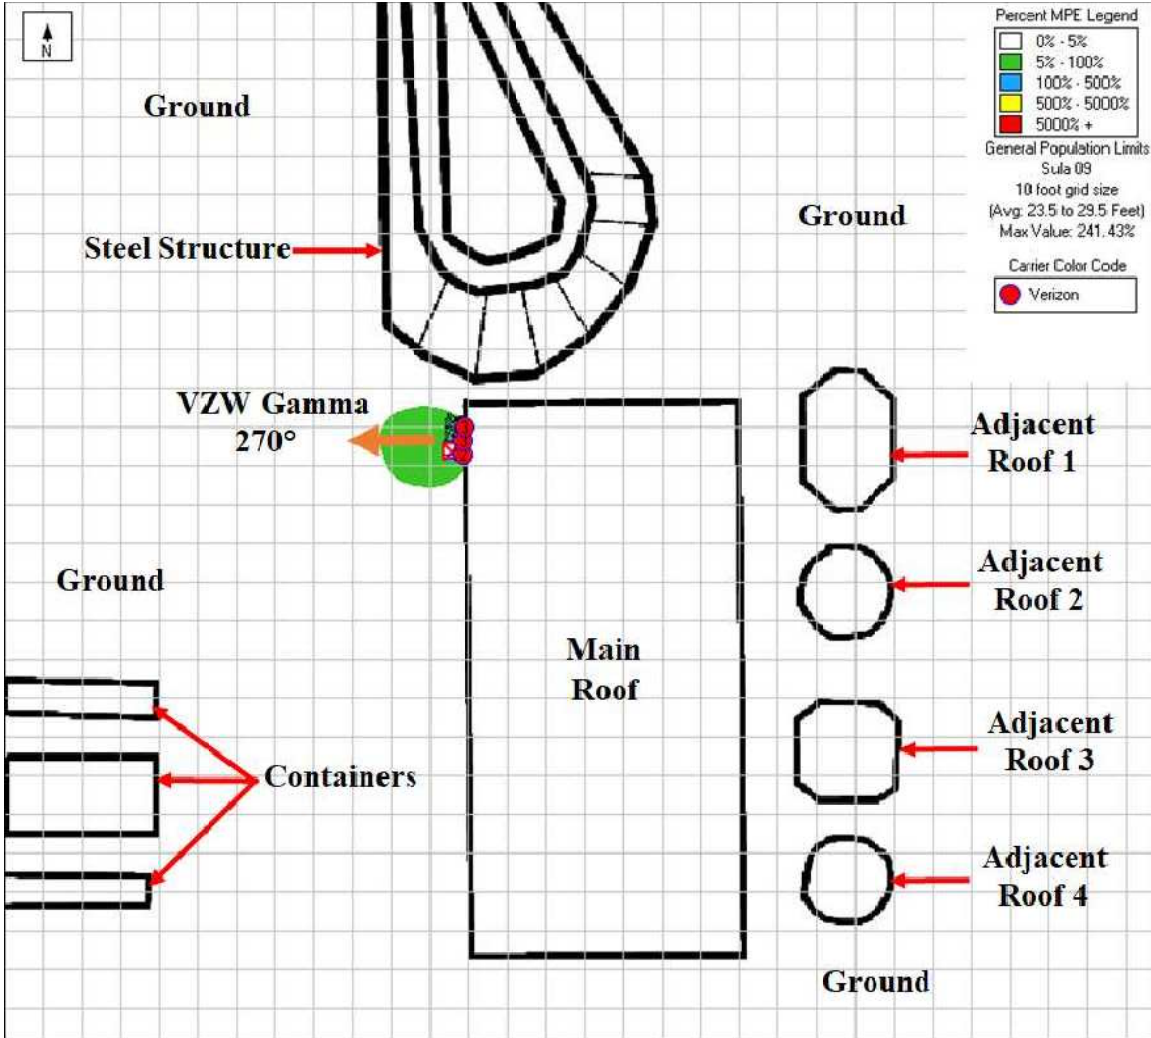 N
Percent MPE Legend
0% - 5%
5% - 100%
100% - 500%
500% - 5000%
5000% +
General Population Limits
Sula 09
10 foot grid size
(Avg: 23.5 to 29.5 Feet)
Max Value: 241.43%
Carrier Color Code
Verizon
Ground
Ground
Steel Structure
VZW Gamma
270°
Adjacent
Roof 1
Ground
Adjacent
Roof 2
Main
Roof
Adjacent
Roof 3
Containers
Adjacent
Roof 4
Ground